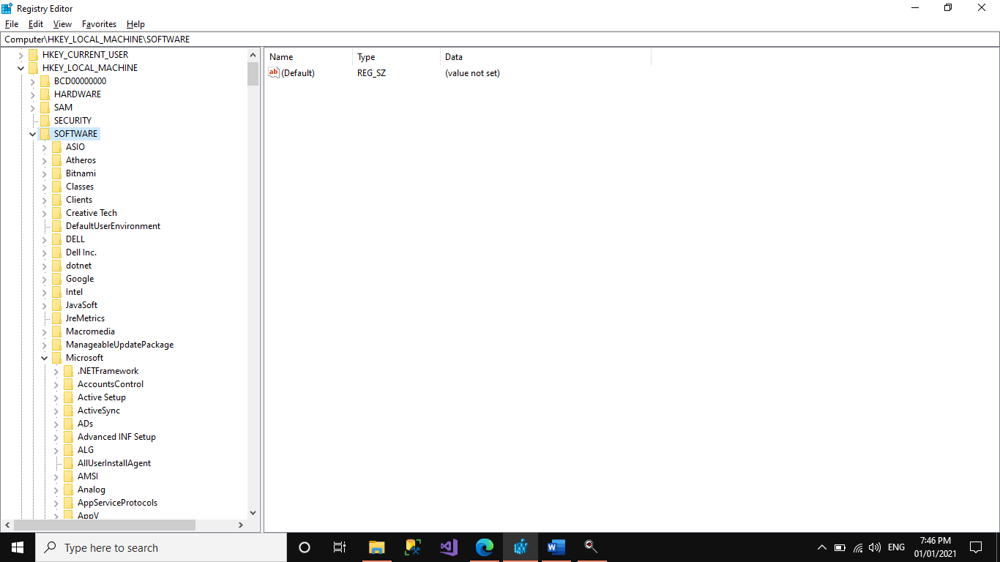 Registry Editor
File Edit View Favorites Help
Computer\HKEY_LOCAL_MACHINE\SOFTWARE
HKEY_CURRENT_USER
HKEY_LOCAL_MACHINE
BCD00000000
HARDWARE
SAM
SECURITY
SOFTWARE
ASIO
Atheros
Bitnami
Classes
Clients
Creative Tech
DefaultUserEnvironment
DELL
Dell Inc.
dotnet
Google
Intel
JavaSoft
JreMetrics
Macromedia
ManageableUpdatePackage
Microsoft
.NETFramework
AccountsControl
Active Setup
ActiveSync
ADs
Advanced INF Setup
ALG
AllUserInstallAgent
AMSI
Analog
AppServiceProtocols
AppV
Name Type Data
ab (Default) REG_SZ (value not set)
Type here to search
W
ENG
7:46 PM
01/01/2021